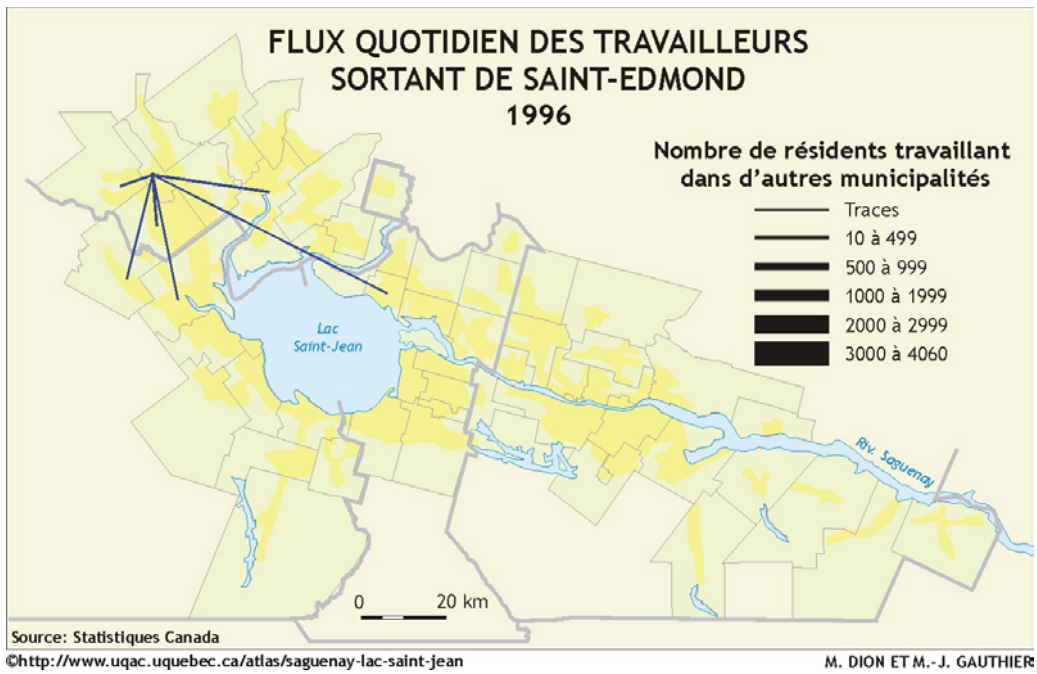 FLUX QUOTIDIEN DES TRAVAILLEURS
SORTANT DE SAINT-EDMOND
1996
Nombre de résidents travaillant
dans d'autres municipalités
Traces
10 à 499
500 à 999
1000 à 1999
2000 à 2999
3000 à 4060
Lac
Saint-Jean
Riv. Saguenay
0 20 km
Source: Statistiques Canada
©http://www.uqac.uquebec.ca/atlas/saguenay-lac-saint-jean
M. DION ET M.-J. GAUTHIER